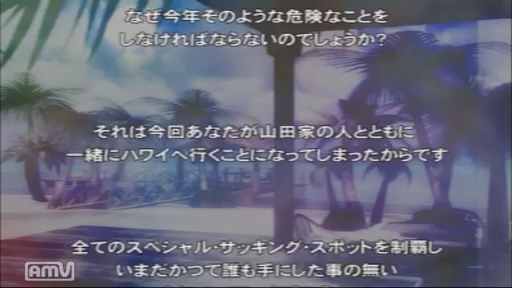 なぜ今年そのような危険なことを
しなければならないのでしょうか?
それは今回あなたが山田家の人とともに
一緒にハワイへ行くことになってしまったからです
全てのスペシャル・サッキング・スポットを制覇し
いまだかつて誰も手にした事の無い
AMV